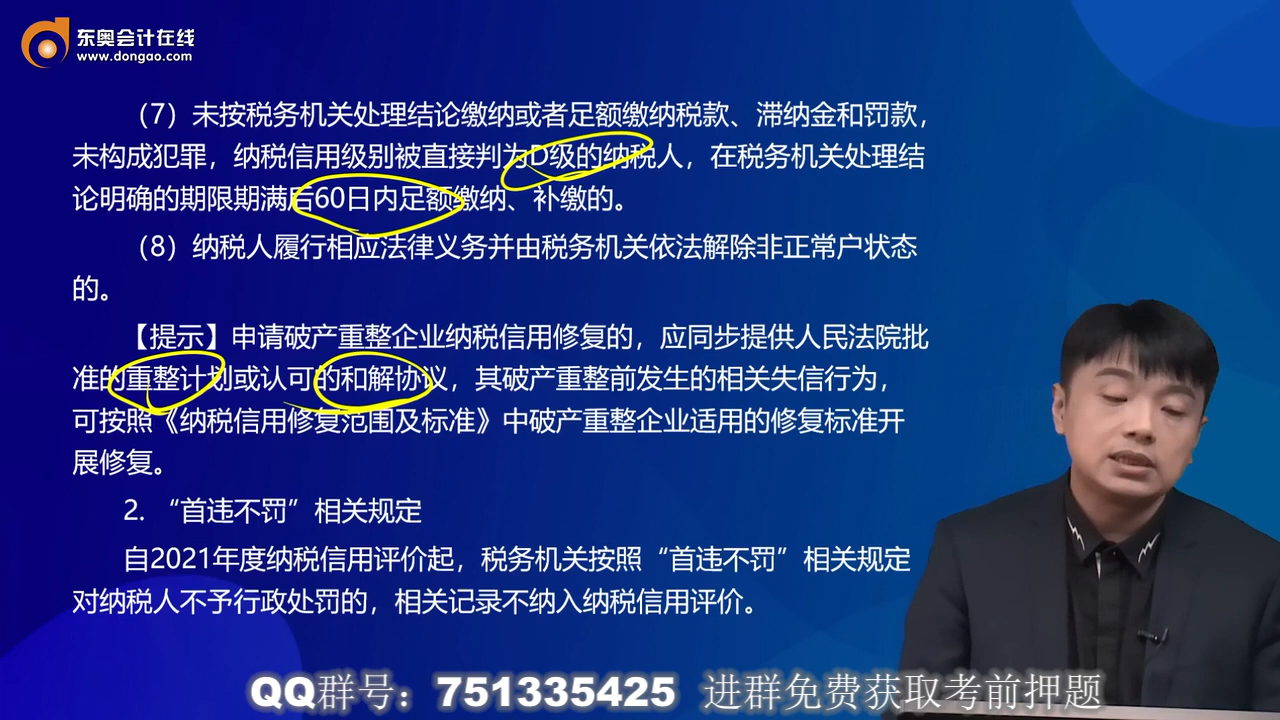 东奥会计在线
www.dongao.com
（7）未按税务机关处理结论缴纳或者足额缴纳税款、滞纳金和罚款，
未构成犯罪，纳税信用级别被直接判为D级的纳税人，在税务机关处理结
论明确的期限期满后60日内足额缴纳、补缴的。
（8）纳税人履行相应法律义务并由税务机关依法解除非正常户状态
的。
【提示】申请破产重整企业纳税信用修复的，应同步提供人民法院批
准的重整计划或认可的和解协议，其破产重整前发生的相关失信行为，
可按照《纳税信用修复范围及标准》中破产重整企业适用的修复标准开
展修复。
2. “首违不罚”相关规定
自2021年度纳税信用评价起，税务机关按照“首违不罚”相关规定
对纳税人不予行政处罚的，相关记录不纳入纳税信用评价。
QQ群号：751335425 进群免费获取考前押题